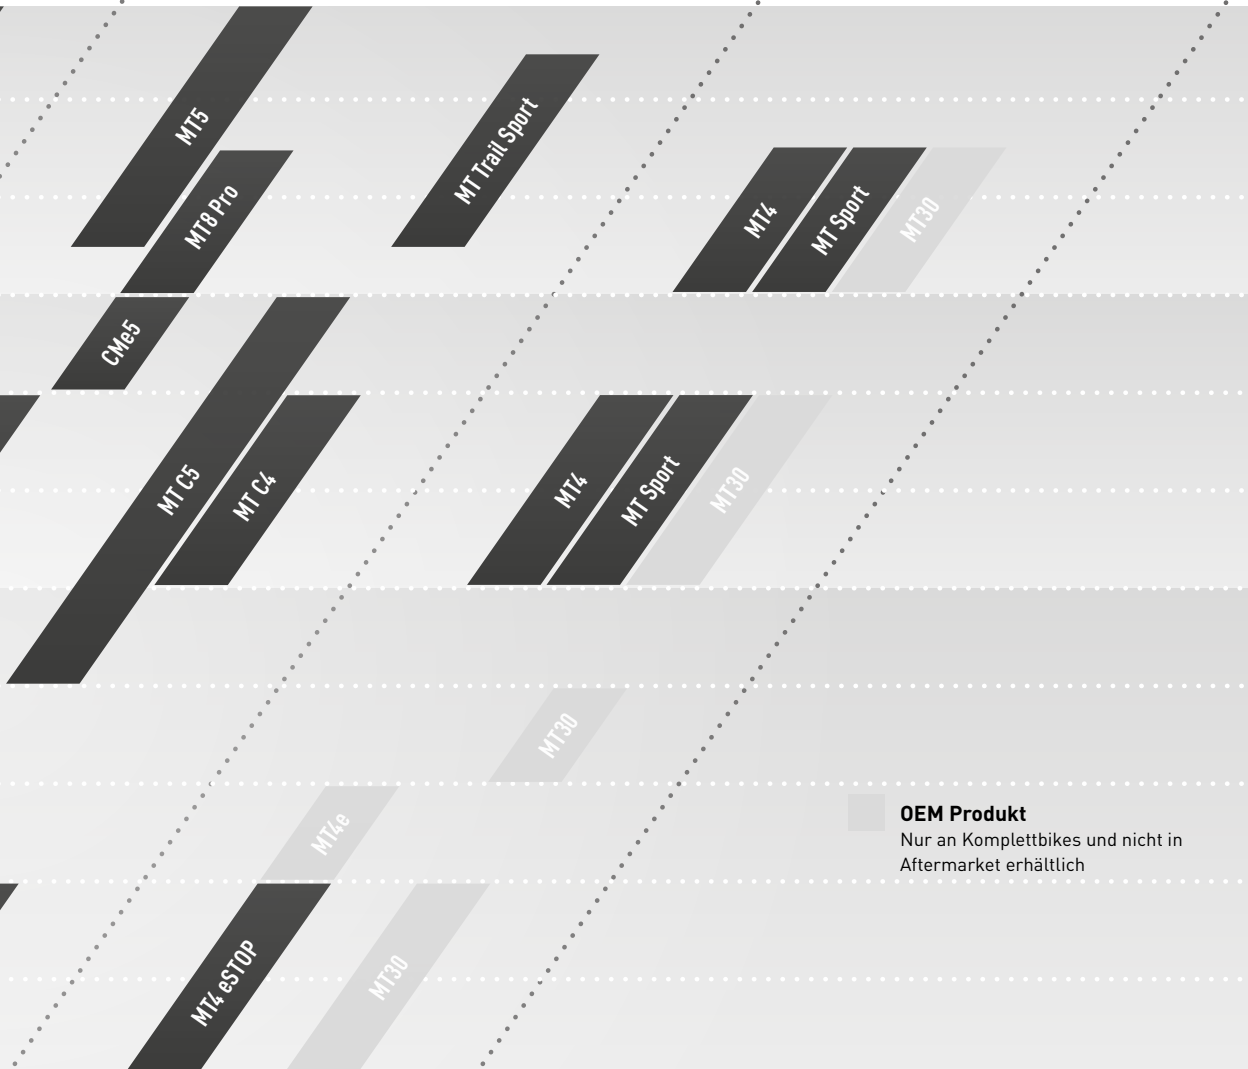 MT5
MT Trail Sport
MT8 Pro
MT4
MT Sport
MT30
CMe5
MT C5
MT C4
MT4
MT Sport
MT30
MT30
MT4e
OEM Produkt
Nur an Komplettbikes und nicht in
Aftermarket erhältlich
MT4 eSTOP
MT30